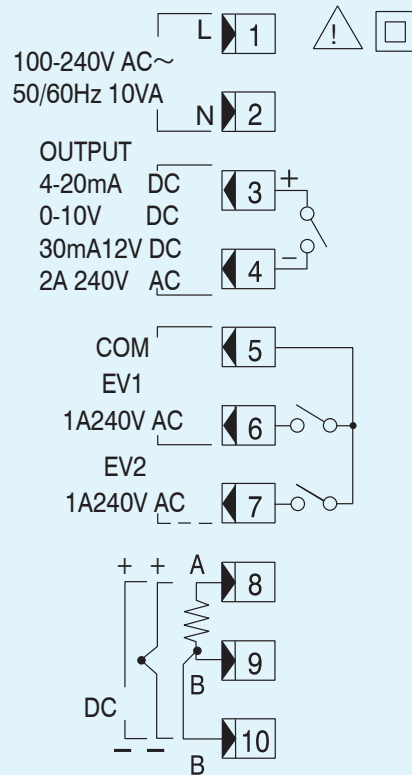 L 1
100-240V AC~
50/60Hz 10VA
N 2
OUTPUT
4-20mA DC 3 +
0-10V DC
30mA12V DC
2A 240V AC 4 −
COM 5
EV1
1A240V AC 6
EV2
1A240V AC 7
+ + A 8
B 9
DC
− − B 10
!